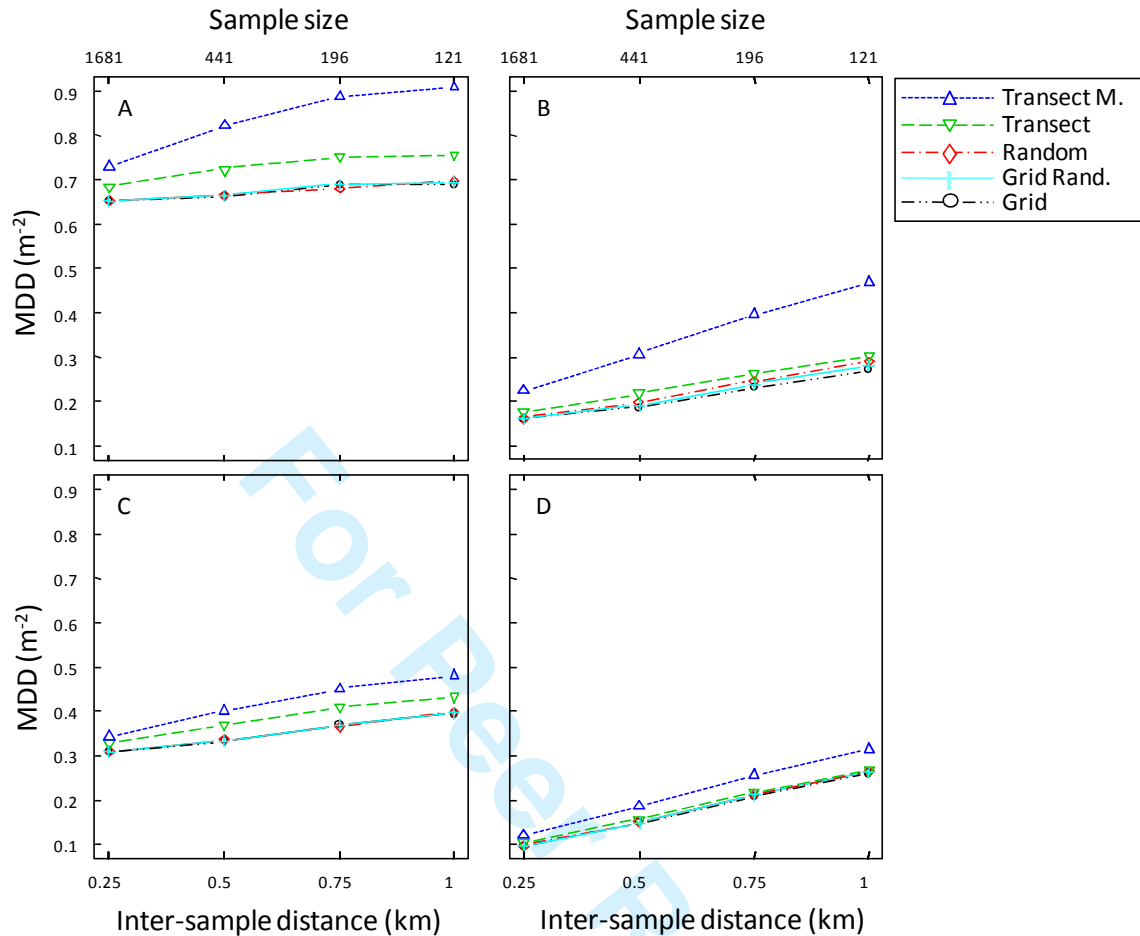 Sample size
Sample size
1681 441 196 121
1681 441 196 121
A
B
0.9
0.8
0.7
0.6
0.5
0.4
0.3
0.2
0.1
MDD (m-2)
Transect M.
Transect
Random
Grid Rand.
Grid
C
D
0.9
0.8
0.7
0.6
0.5
0.4
0.3
0.2
0.1
MDD (m-2)
0.25 0.5 0.75 1
0.25 0.5 0.75 1
Inter-sample distance (km)
Inter-sample distance (km)
For Peer